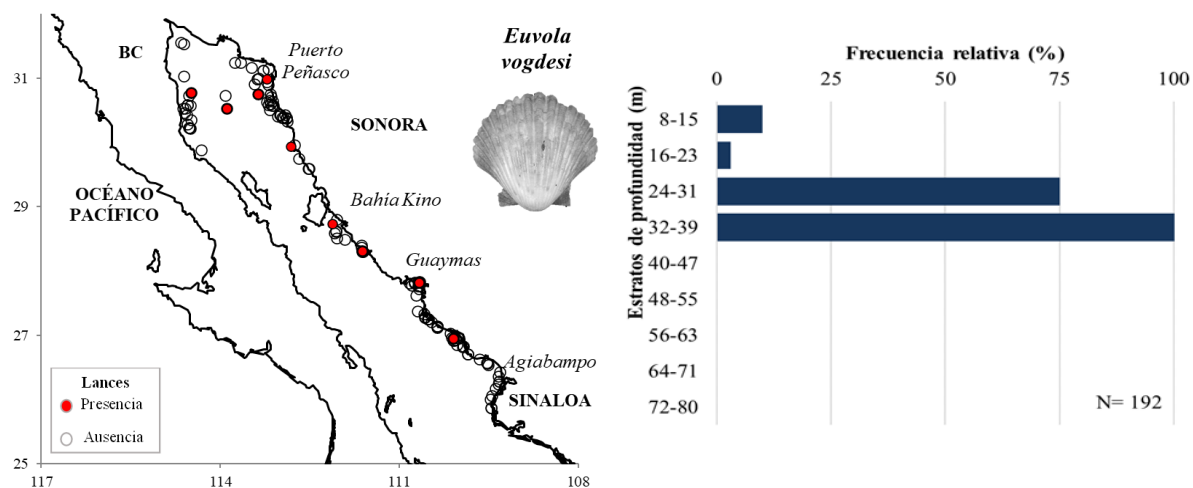 BC
Puerto
Peñasco
Euvola
vogdesi
SONORA
OCÉANO
PACÍFICO
Bahía Kino
Guaymas
Agiabampo
SINALOA
Lances
Presencia
Ausencia
31
29
27
25
117
114
111
108
Frecuencia relativa (%)
0
25
50
75
100
Estratos de profundidad (m)
8-15
16-23
24-31
32-39
40-47
48-55
56-63
64-71
72-80
N= 192